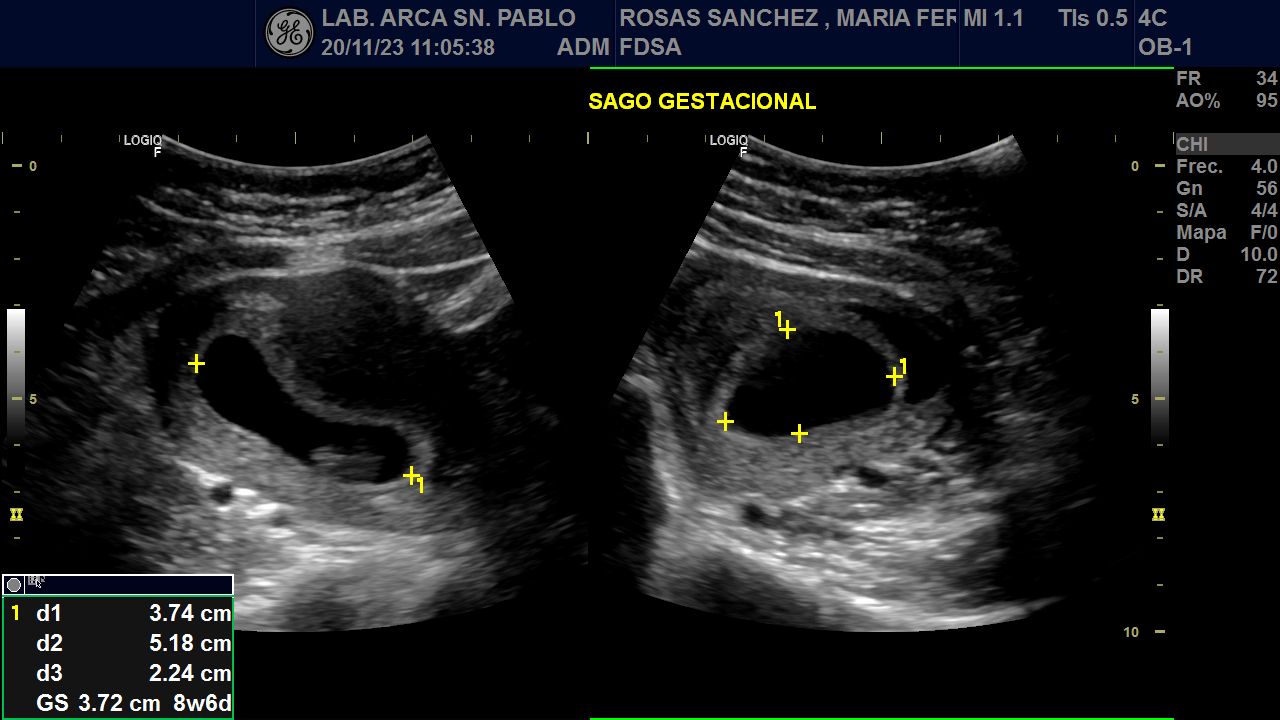 LAB. ARCA SN. PABLO
20/11/23 11:05:38 ADM
ROSAS SANCHEZ , MARIA FER
FDSA
MI 1.1 TIs 0.5
4C
OB-1
FR 34
AO% 95
SAGO GESTACIONAL
LOGIQ
F
LOGIQ
F
CHI
Frec. 4.0
Gn 56
S/A 4/4
Mapa F/0
D 10.0
DR 72
0
5
0
5
10
1
1
1
1 d1 3.74 cm
d2 5.18 cm
d3 2.24 cm
GS 3.72 cm 8w6d